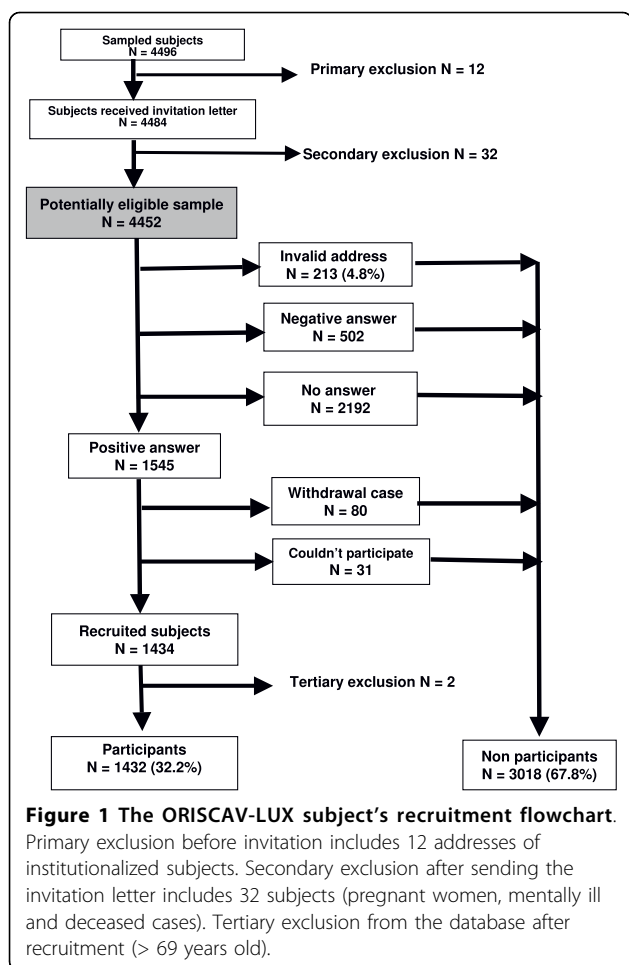 Sampled subjects
N = 4496
Primary exclusion N = 12
Subjects received invitation letter
N = 4484
Secondary exclusion N = 32
Potentially eligible sample
N = 4452
Invalid address
N = 213 (4.8%)
Negative answer
N = 502
No answer
N = 2192
Positive answer
N = 1545
Withdrawal case
N = 80
Couldn't participate
N = 31
Recruited subjects
N = 1434
Tertiary exclusion N = 2
Participants
N = 1432 (32.2%)
Non participants
N = 3018 (67.8%)
Figure 1 The ORISCAV-LUX subject's recruitment flowchart.
Primary exclusion before invitation includes 12 addresses of
institutionalized subjects. Secondary exclusion after sending the
invitation letter includes 32 subjects (pregnant women, mentally ill
and deceased cases). Tertiary exclusion from the database after
recruitment (> 69 years old).